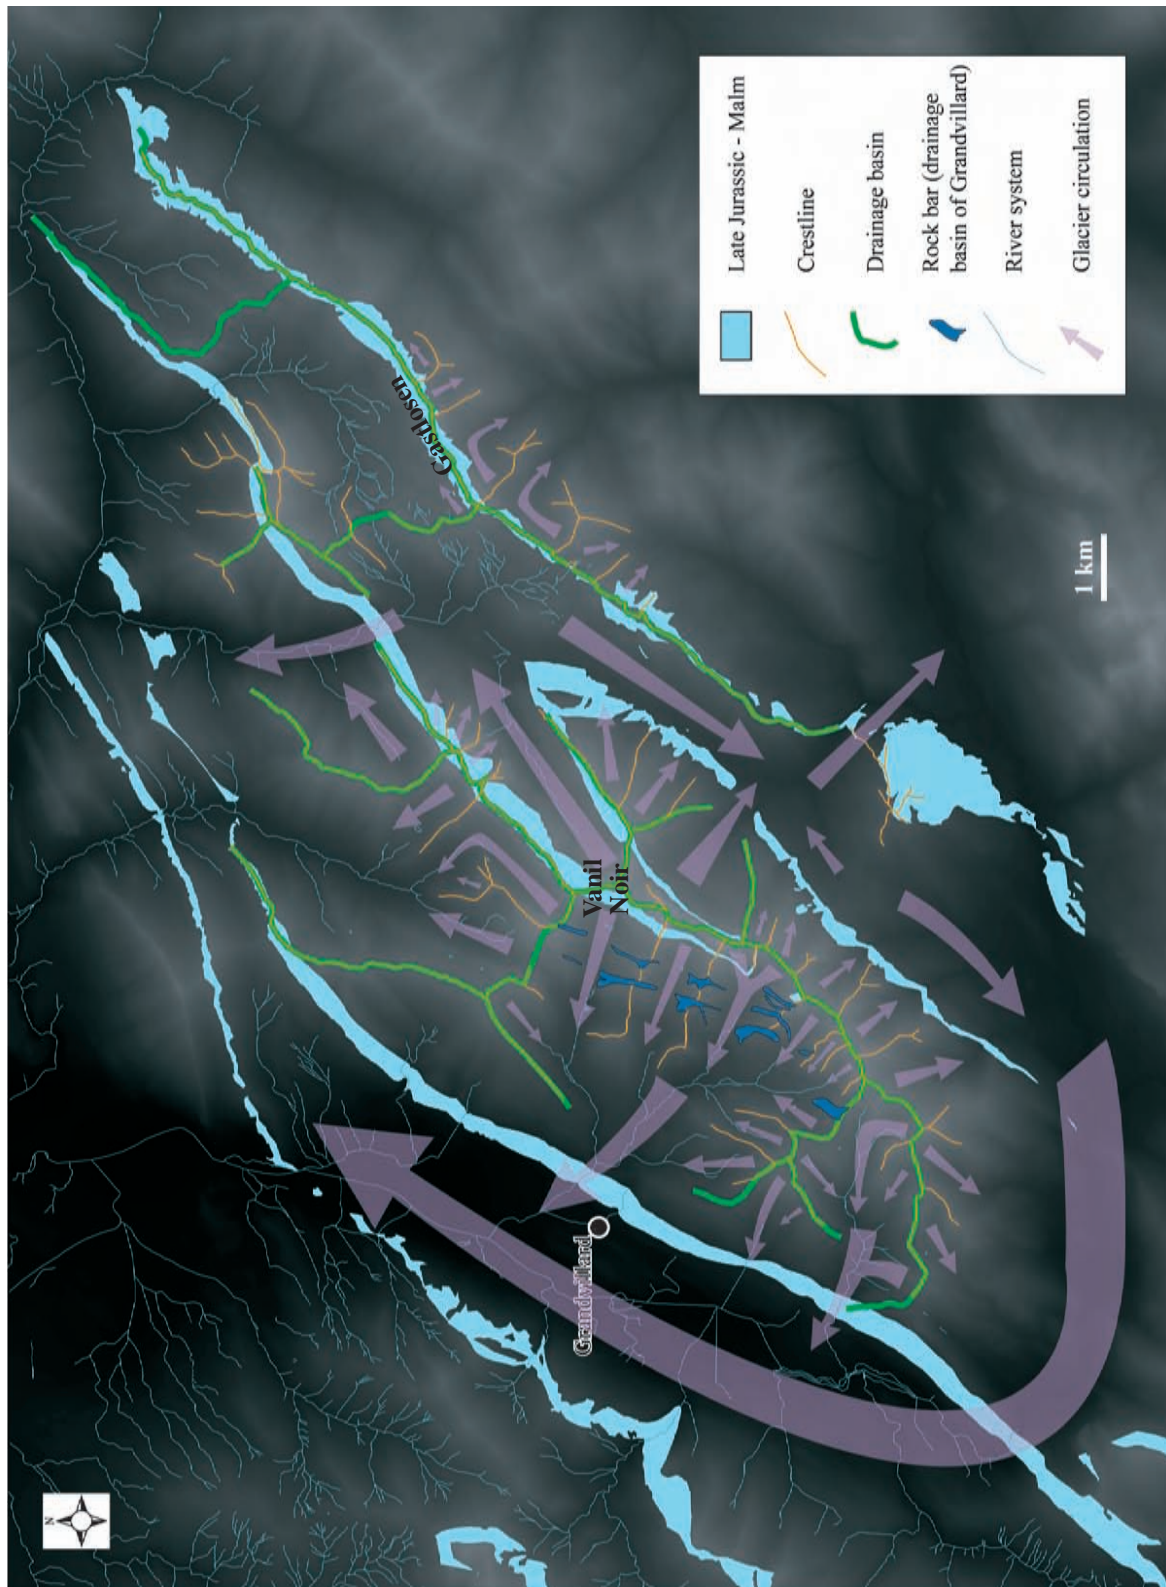 Late Jurassic - Malm
Crestline
Drainage basin
Rock bar (drainage
basin of Grandvillard)
River system
Glacier circulation
Gastlosen
Vanil
Noir
Grandvillard
1 km
N